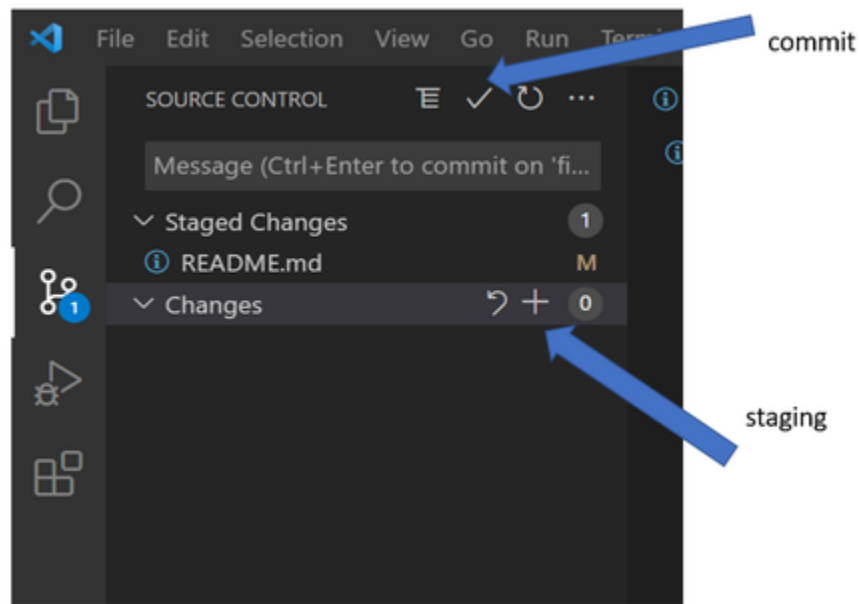 File Edit Selection View Go Run
commit
SOURCE CONTROL
Message (Ctrl+Enter to commit on 'fi...
Staged Changes 1
README.md M
1
Changes 0
staging